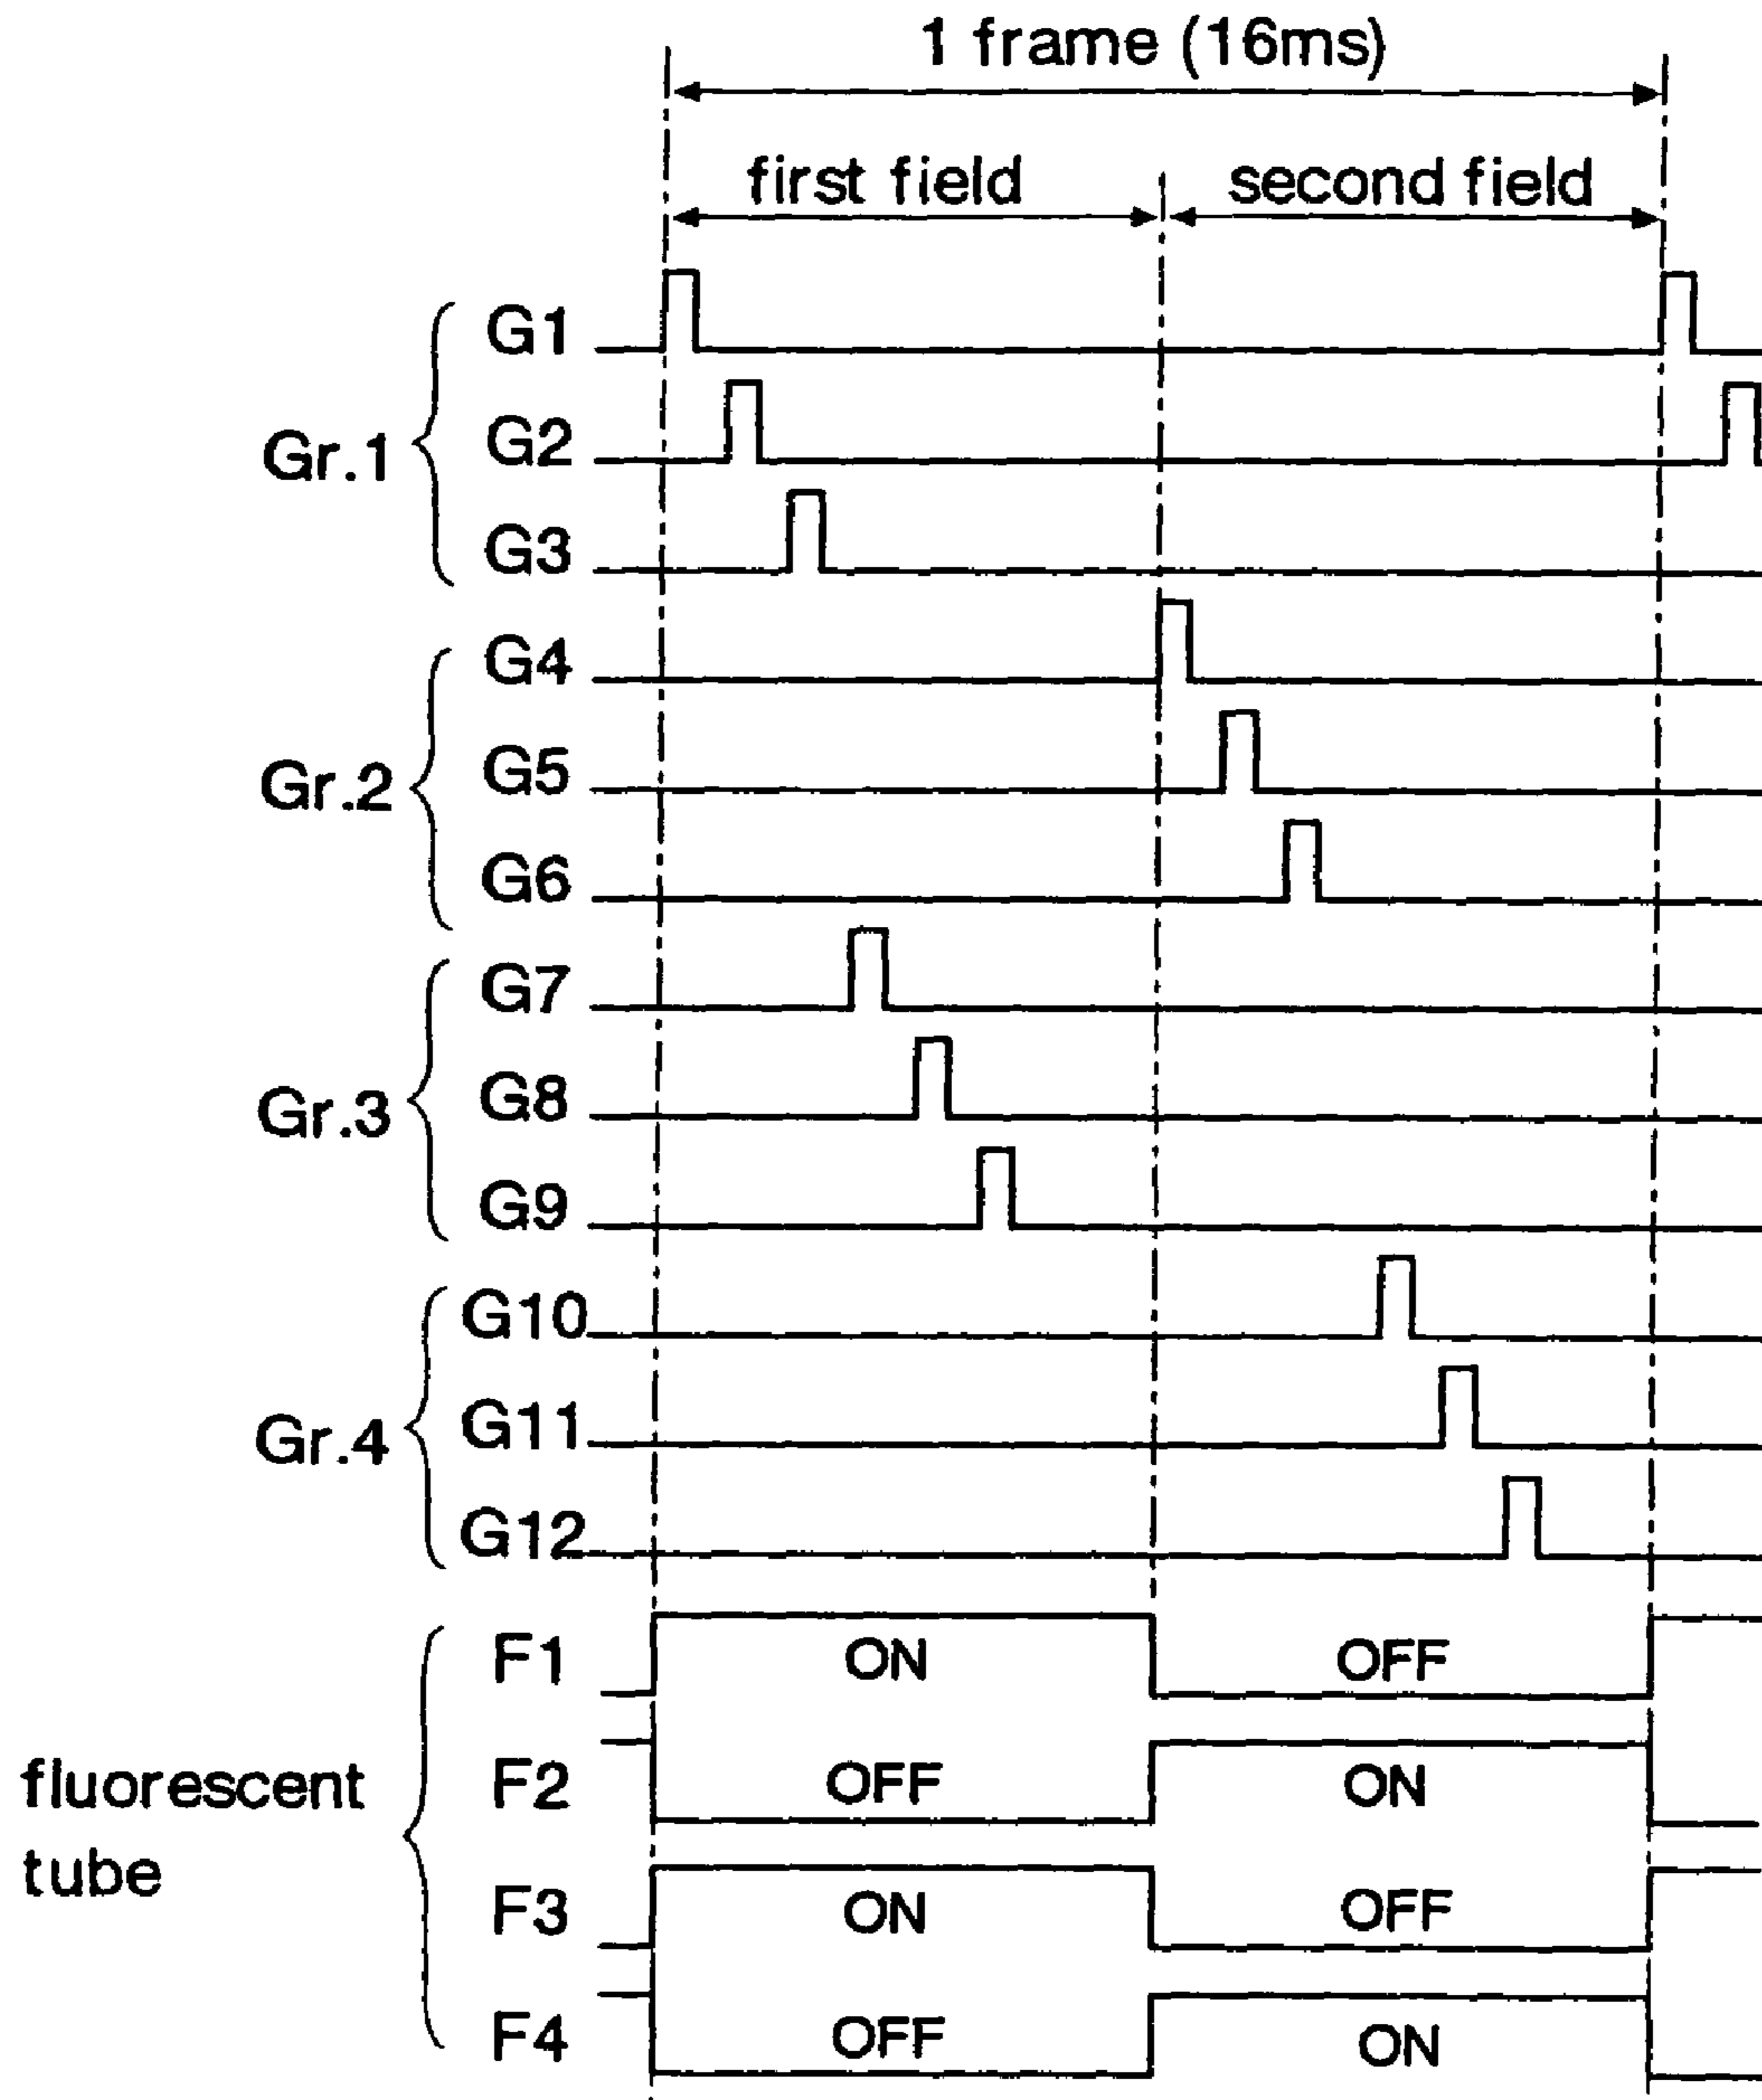 1 frame (16ms)
first field
second field
G1
G2
Gr.1
G3
G4
G5
Gr.2
G6
G7
G8
Gr.3
G9
G10
G11
Gr.4
G12
F1 ON OFF
F2 OFF ON
fluorescent
tube
F3 ON OFF
F4 OFF ON